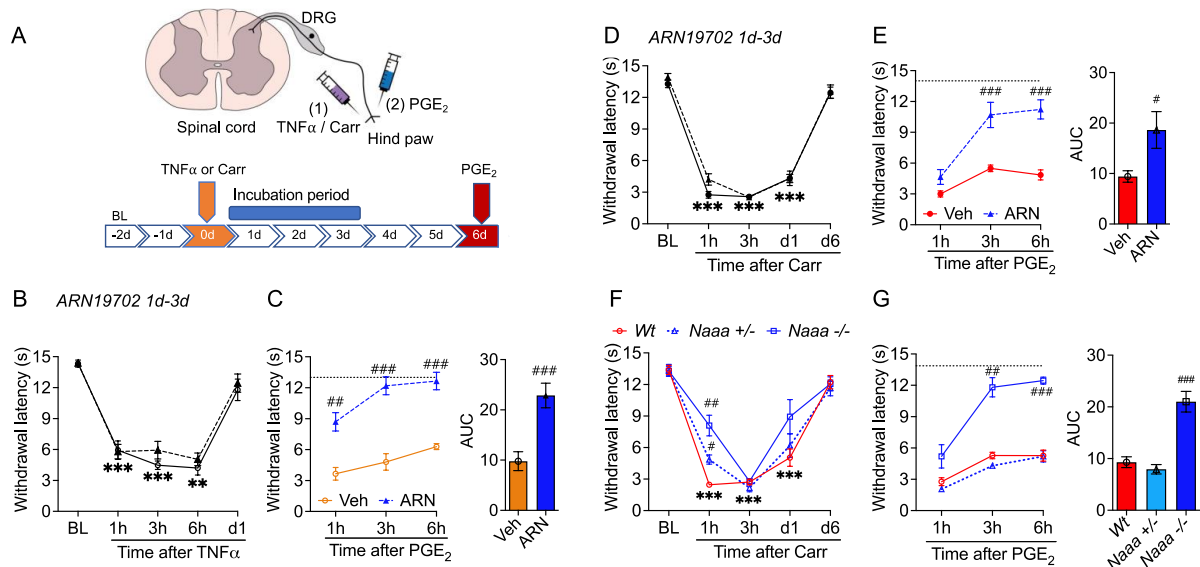 A
DRG
(1)
(2) PGE₂
TNFα / Carr
Spinal cord
Hind paw
TNFα or Carr
PGE₂
Incubation period
BL
-2d -1d 0d 1d 2d 3d 4d 5d 6d
B
ARN19702 1d-3d
Withdrawal latency (s)
15
12
9
6
3
0
*** *** **
BL 1h 3h 6h d1
Time after TNFα
C
Withdrawal latency (s)
15
12
9
6
3
0
## ### ###
Veh ARN
1h 3h 6h
Time after PGE₂
AUC
30
20
10
0
###
Veh ARN
D
ARN19702 1d-3d
Withdrawal latency (s)
15
12
9
6
3
0
*** *** ***
BL 1h 3h d1 d6
Time after Carr
E
Withdrawal latency (s)
15
12
9
6
3
0
### ###
Veh ARN
1h 3h 6h
Time after PGE₂
AUC
30
20
10
0
#
Veh ARN
F
Wt Naaa +/- Naaa -/-
Withdrawal latency (s)
15
12
9
6
3
0
##
#
*** *** ***
BL 1h 3h d1 d6
Time after Carr
G
Withdrawal latency (s)
15
12
9
6
3
0
##
###
1h 3h 6h
Time after PGE₂
AUC
30
20
10
0
###
Wt Naaa +/- Naaa -/-